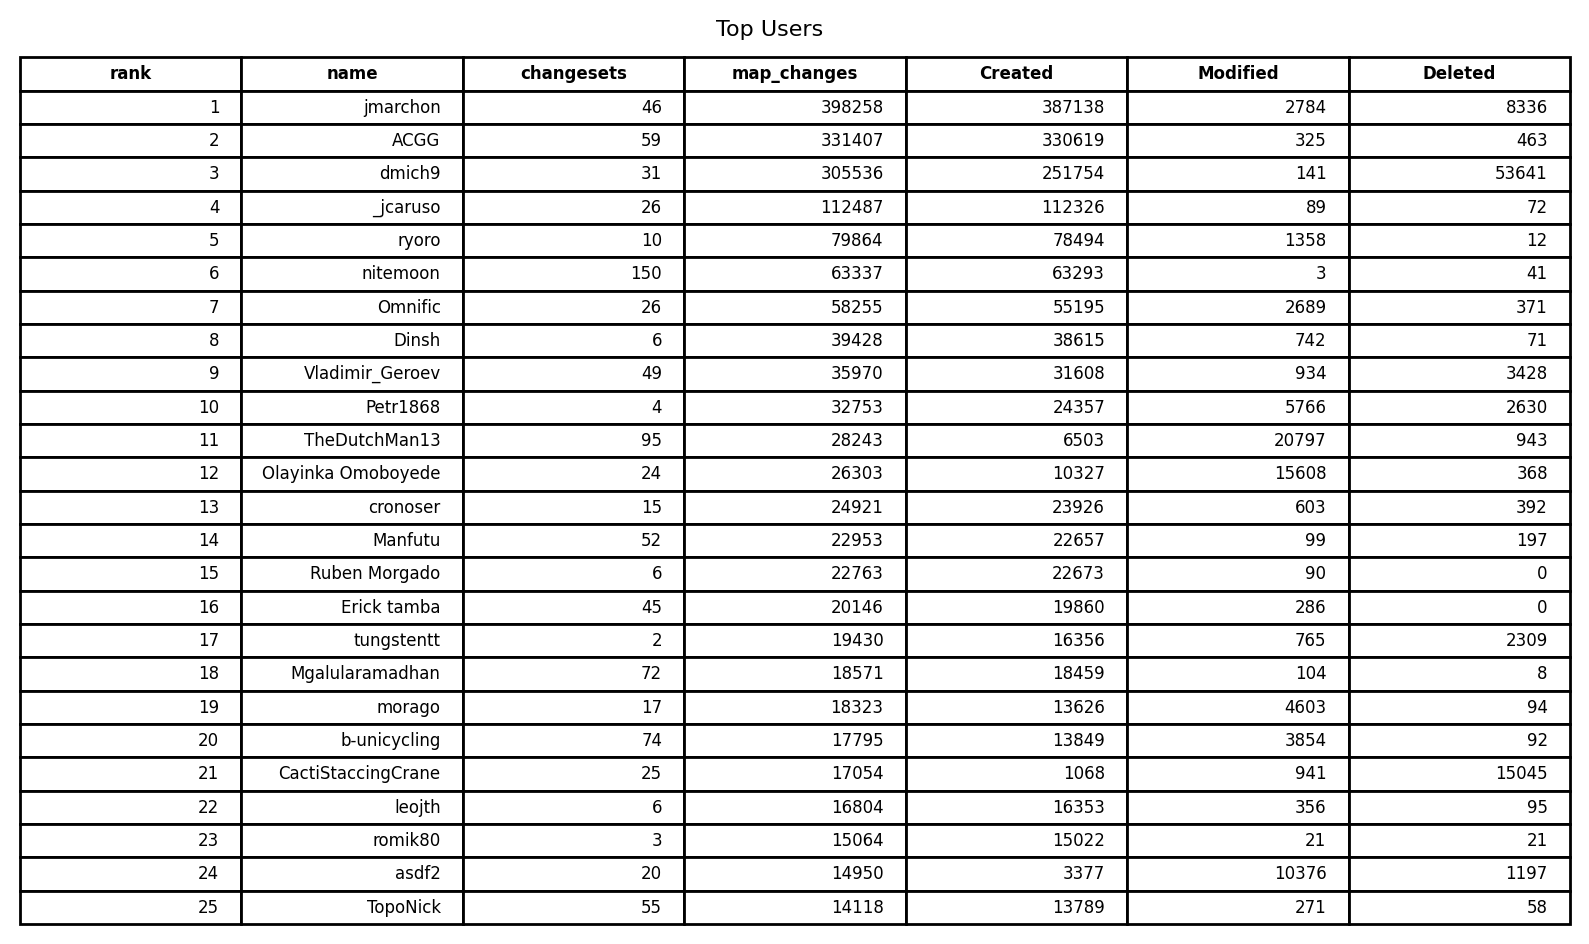 Top Users
rank name changesets map_changes Created Modified Deleted
1 jmarchon 46 398258 387138 2784 8336
2 ACGG 59 331407 330619 325 463
3 dmich9 31 305536 251754 141 53641
4 _jcaruso 26 112487 112326 89 72
5 ryoro 10 79864 78494 1358 12
6 nitemoon 150 63337 63293 3 41
7 Omnific 26 58255 55195 2689 371
8 Dinsh 6 39428 38615 742 71
9 Vladimir_Geroev 49 35970 31608 934 3428
10 Petr1868 4 32753 24357 5766 2630
11 TheDutchMan13 95 28243 6503 20797 943
12 Olayinka Omoboyede 24 26303 10327 15608 368
13 cronoser 15 24921 23926 603 392
14 Manfutu 52 22953 22657 99 197
15 Ruben Morgado 6 22763 22673 90 0
16 Erick tamba 45 20146 19860 286 0
17 tungstentt 2 19430 16356 765 2309
18 Mgalularamadhan 72 18571 18459 104 8
19 morago 17 18323 13626 4603 94
20 b-unicycling 74 17795 13849 3854 92
21 CactiStaccingCrane 25 17054 1068 941 15045
22 leojth 6 16804 16353 356 95
23 romik80 3 15064 15022 21 21
24 asdf2 20 14950 3377 10376 1197
25 TopoNick 55 14118 13789 271 58